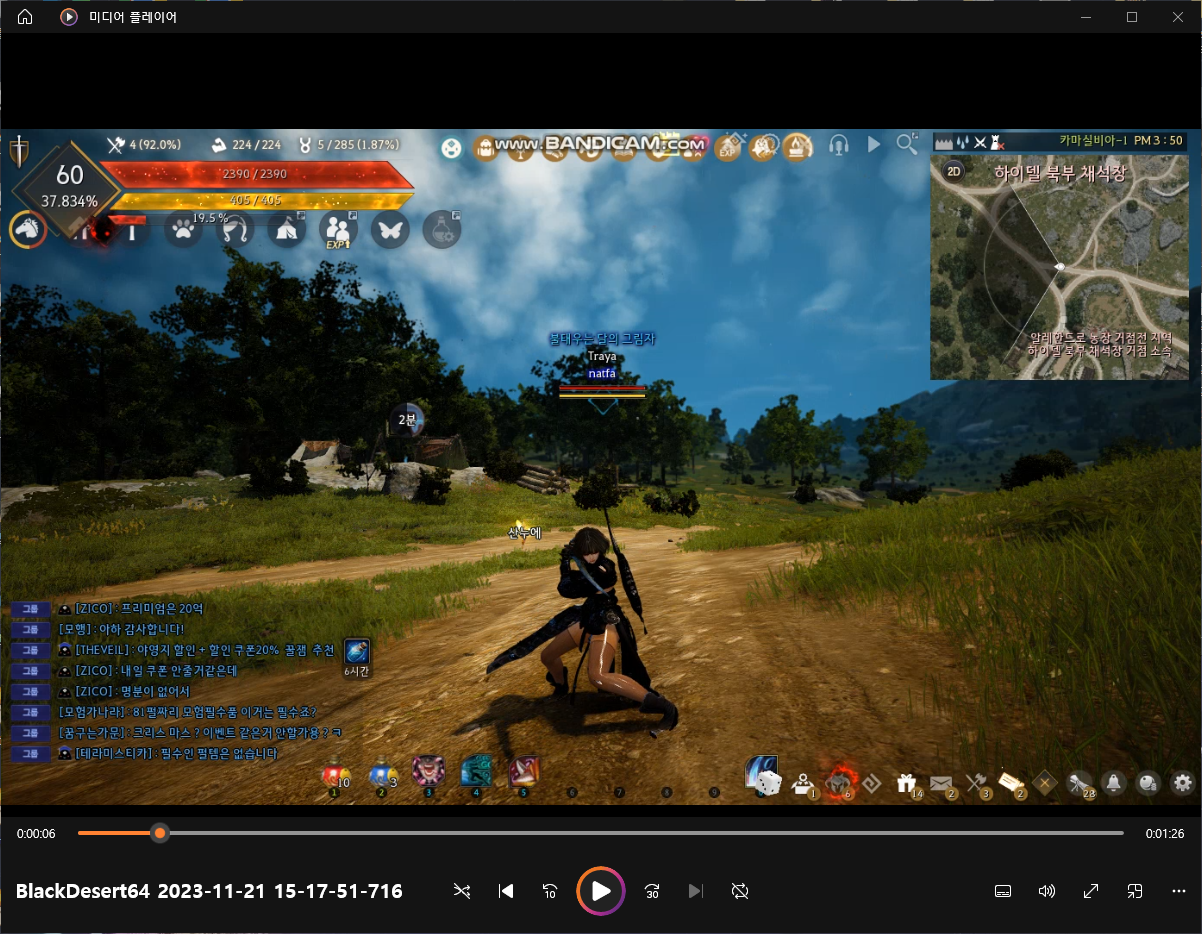 미디어 플레이어
4 (92.0%) 224 / 224 5 / 285 (1.87%)
www.BANDICAM.com
카마실비아-1 PM 3 : 50
60
37.834%
2390 / 2390
405 / 405
19.5 %
EXP
EXP
2D
하이델 북부 채석장
알레한드로 농장 거점전 지역
하이델 북부 채석장 거점 소속
불태우는 달의 그림자
Traya
natfa
2분
산누에
그룹 [ZICO] : 프리미엄은 20억
그룹 [모행] : 아하 감사합니다!
그룹 [THEVEIL] : 야영지 할인 + 할인 쿠폰20% 꿀잼 추천
그룹 [ZICO] : 내일 쿠폰 안줄거같은데
그룹 [ZICO] : 명분이 없어서
그룹 [모험가나라] : 81펄짜리 모험필수품 이거는 필수죠?
그룹 [꿈구는가문] : 크리스 마스 ? 이벤트 같은거 안할가용 ? ㅋ
그룹 [테라미스티카] : 필수인 펄템은 없습니다
6시간
10 3
1 2 3 4 5 6 7 8 9
1 6 14 2 3 2 28
0:00:06
0:01:26
BlackDesert64 2023-11-21 15-17-51-716
10
30